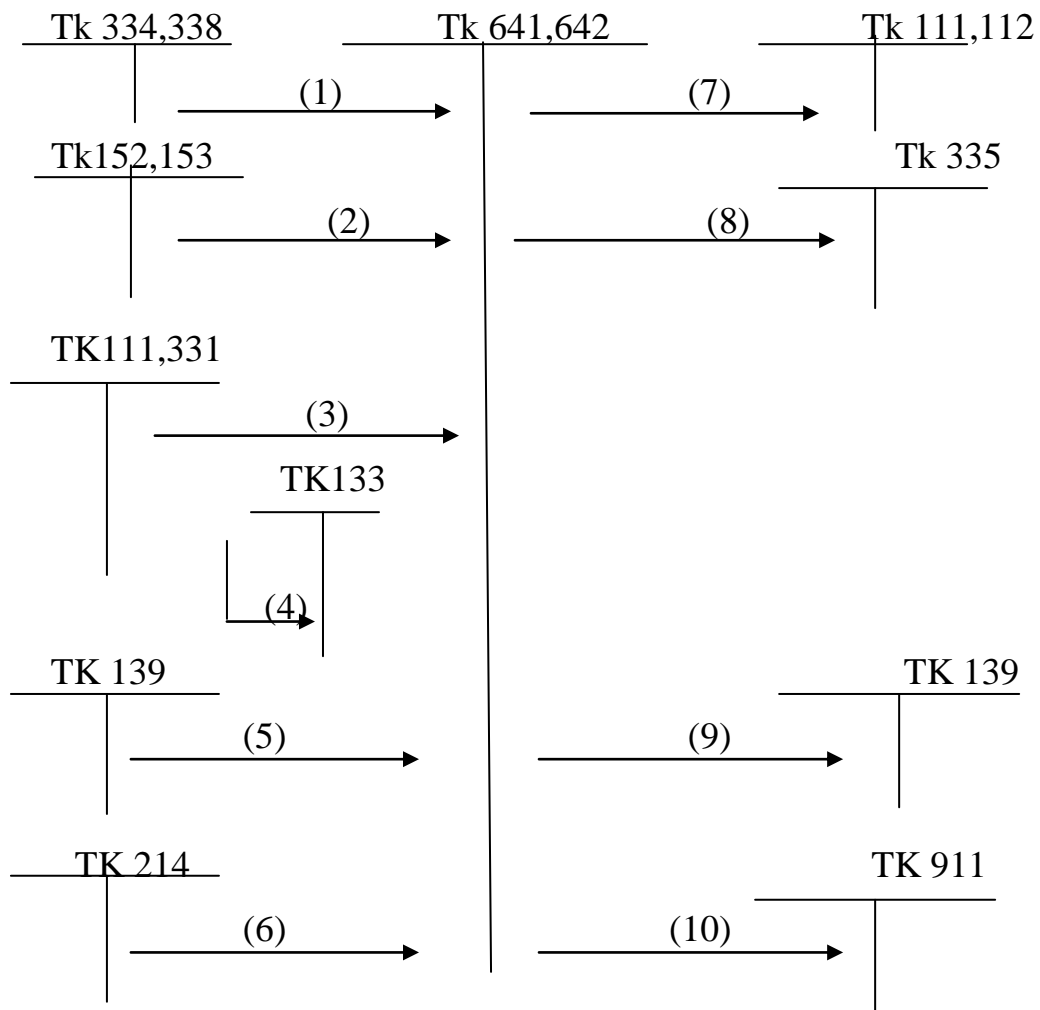 Tk 334,338 Tk 641,642 Tk 111,112
(1) (7)
Tk152,153 Tk 335
(2) (8)
TK111,331
(3)
TK133
(4)
TK 139 TK 139
(5) (9)
TK 214 TK 911
(6) (10)